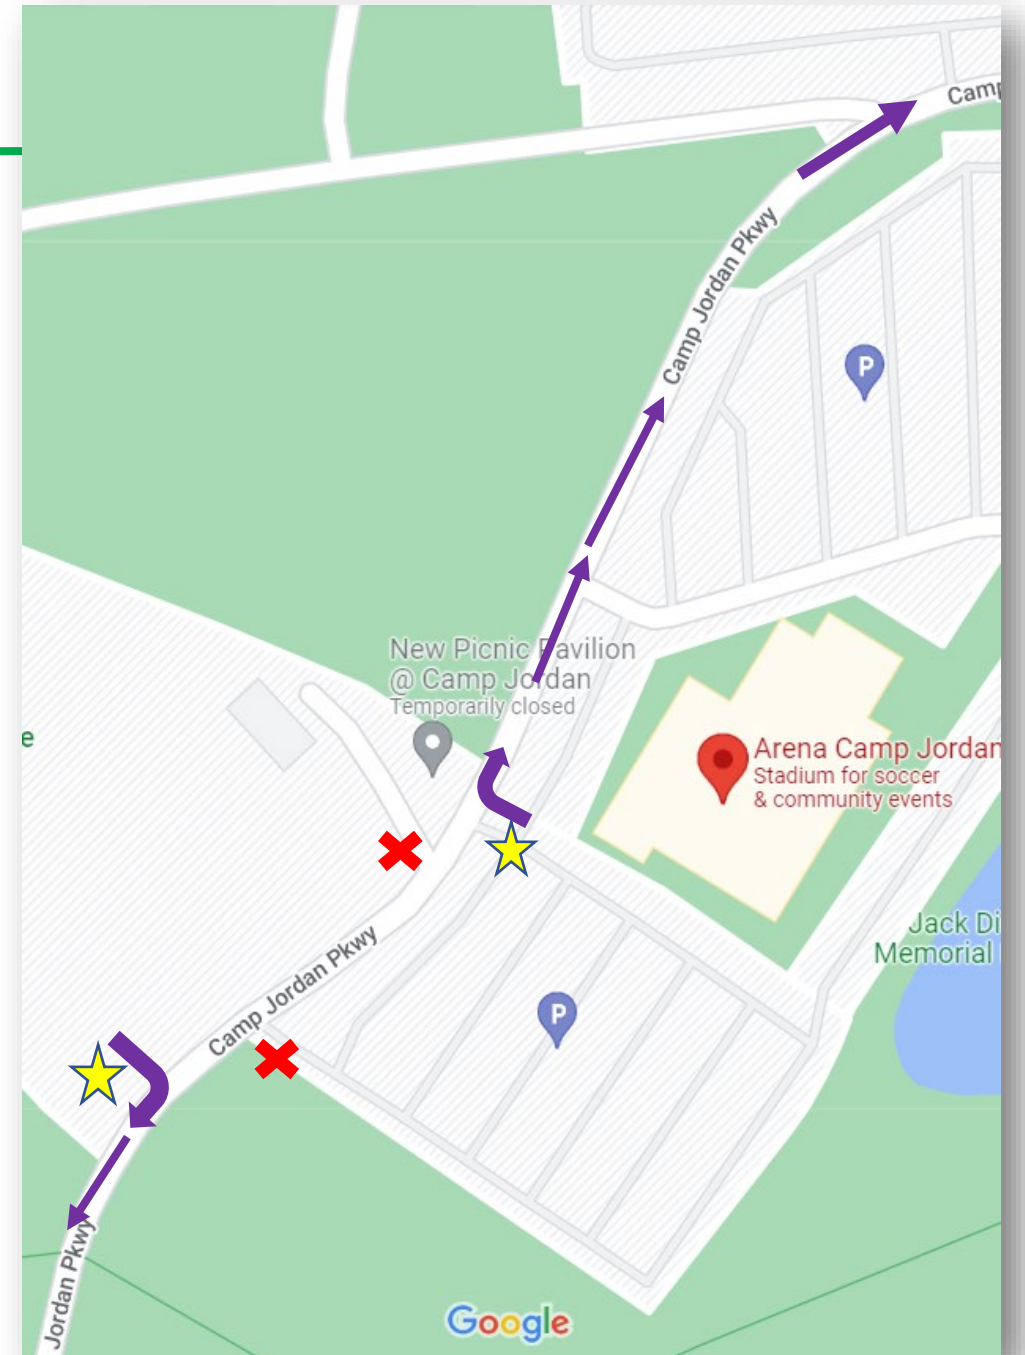 Camp
Camp Jordan Pkwy
P
New Picnic Pavilion
@ Camp Jordan
Temporarily closed
e
Arena Camp Jordan
Stadium for soccer
& community events
Jack Di
Memorial
Camp Jordan Pkwy
P
Jordan Pkwy
Google